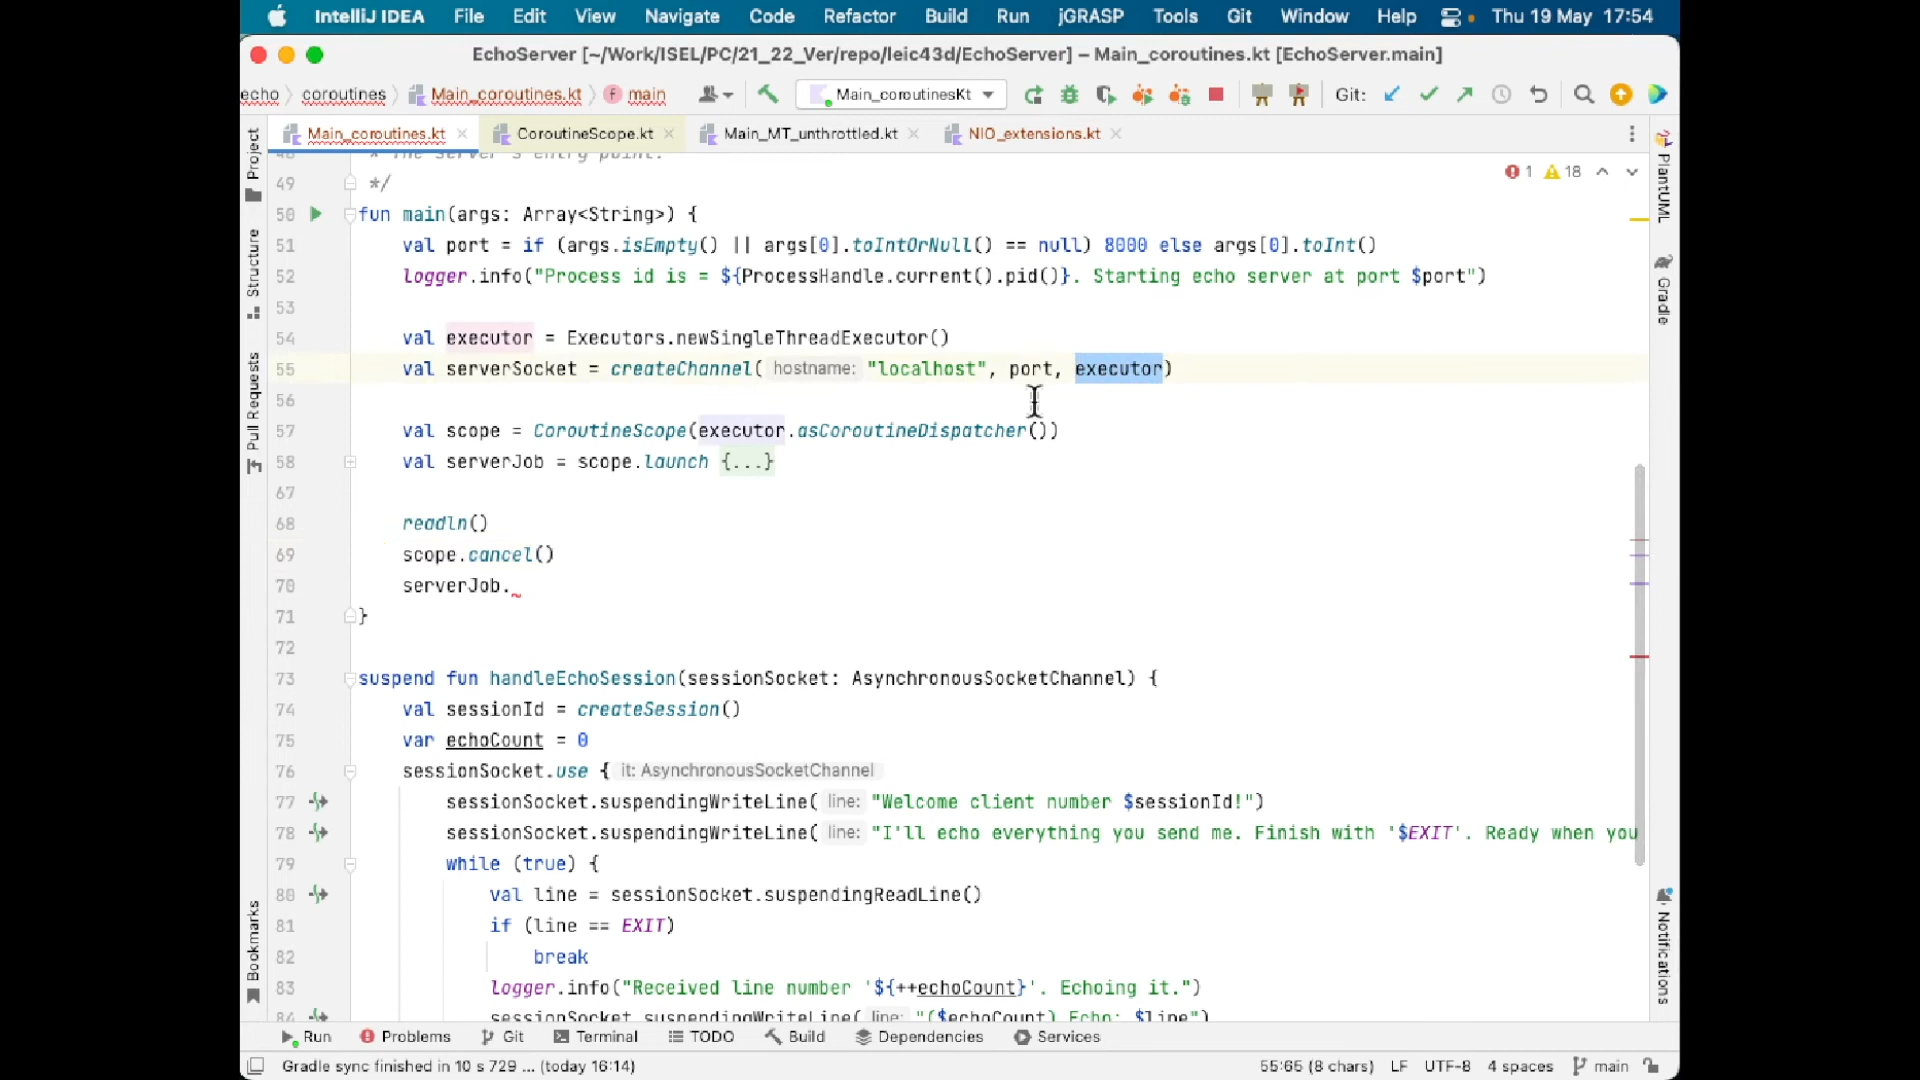 IntelliJ IDEA File Edit View Navigate Code Refactor Build Run jGRASP Tools Git Window Help Thu 19 May 17:54
EchoServer [~/Work/ISEL/PC/21_22_Ver/repo/leic43d/EchoServer] – Main_coroutines.kt [EchoServer.main]
echo coroutines Main_coroutines.kt main Main_coroutinesKt Git:
Main_coroutines.kt CoroutineScope.kt Main_MT_unthrottled.kt NIO_extensions.kt
1 18
49 */
50 fun main(args: Array<String>) {
51 val port = if (args.isEmpty() || args[0].toIntOrNull() == null) 8000 else args[0].toInt()
52 logger.info("Process id is = ${ProcessHandle.current().pid()}. Starting echo server at port $port")
53
54 val executor = Executors.newSingleThreadExecutor()
55 val serverSocket = createChannel( hostname: "localhost", port, executor)
56
57 val scope = CoroutineScope(executor.asCoroutineDispatcher())
58 val serverJob = scope.launch {...}
67
68 readln()
69 scope.cancel()
70 serverJob.
71 }
72
73 suspend fun handleEchoSession(sessionSocket: AsynchronousSocketChannel) {
74 val sessionId = createSession()
75 var echoCount = 0
76 sessionSocket.use { it: AsynchronousSocketChannel
77 sessionSocket.suspendingWriteLine( line: "Welcome client number $sessionId!")
78 sessionSocket.suspendingWriteLine( line: "I'll echo everything you send me. Finish with '$EXIT'. Ready when you
79 while (true) {
80 val line = sessionSocket.suspendingReadLine()
81 if (line == EXIT)
82 break
83 logger.info("Received line number '${++echoCount}'. Echoing it.")
84 sessionSocket.suspendingWriteLine( line: "($echoCount) Echo: $line")
Project
Structure
Pull Requests
Bookmarks
PlantUML
Gradle
Notifications
Run Problems Git Terminal TODO Build Dependencies Services
Gradle sync finished in 10 s 729 ... (today 16:14) 55:65 (8 chars) LF UTF-8 4 spaces main